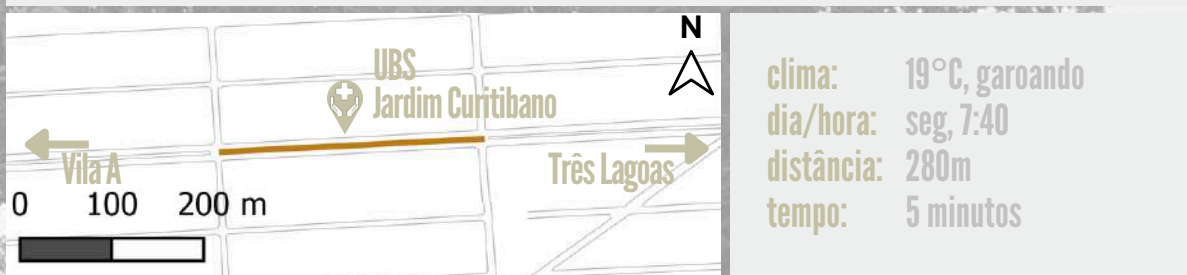 N
UBS
Jardim Curitibano
Vila A
Três Lagoas
0 100 200 m
clima: 19°C, garoando
dia/hora: seg, 7:40
distância: 280m
tempo: 5 minutos